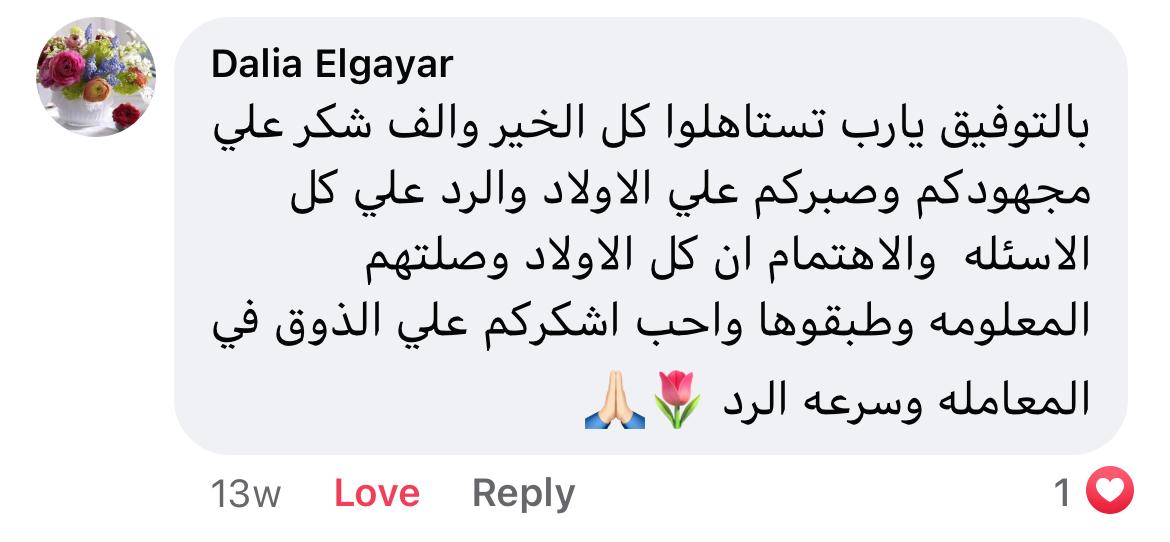 Dalia Elgayar
بالتوفيق يارب تستاهلوا كل الخير والف شكر علي
مجهودكم وصبركم علي الاولاد والرد علي كل
الاسئله  والاهتمام ان كل الاولاد وصلتهم
المعلومه وطبقوها واحب اشكركم علي الذوق في
المعامله وسرعه الرد 🌷🙏🏻
13w Love Reply 1